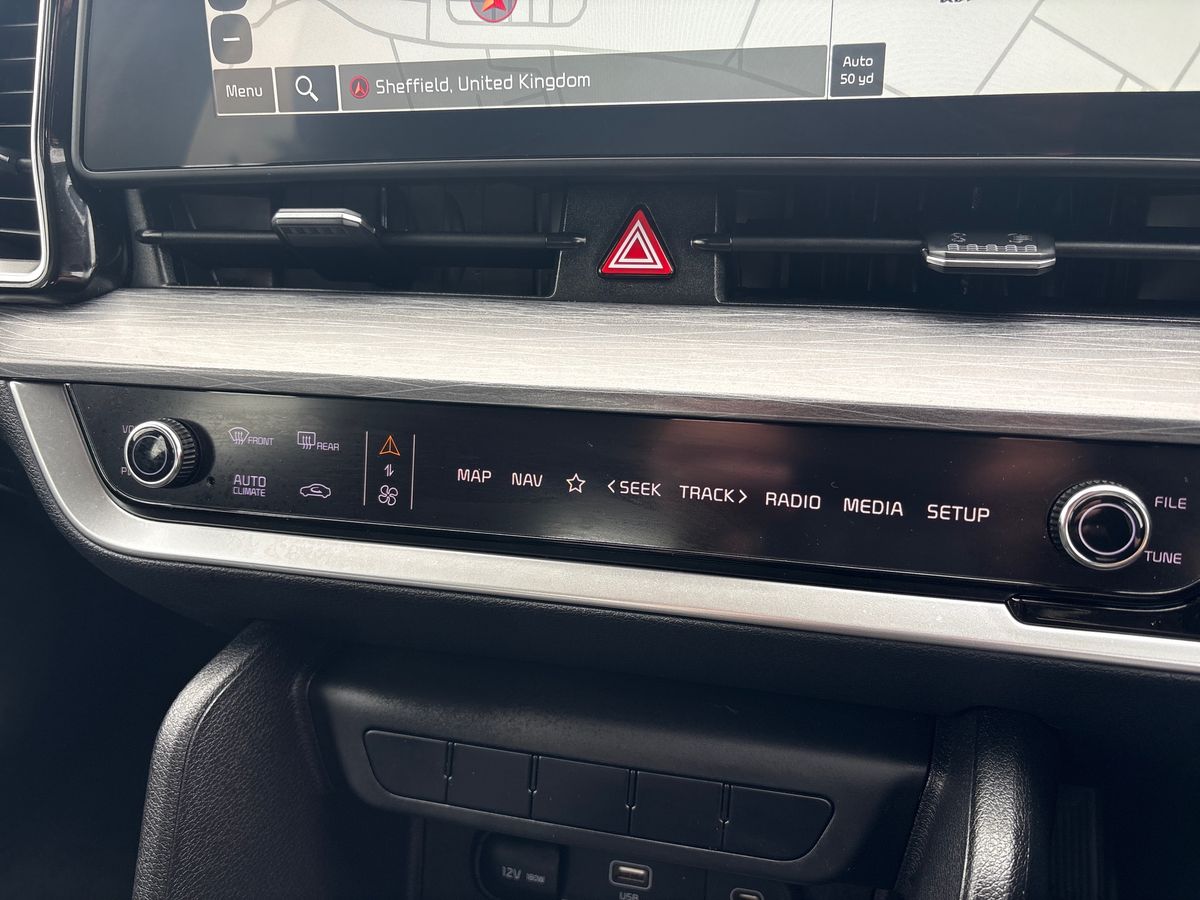 Menu
Sheffield, United Kingdom
Auto
50 yd
FRONT
REAR
AUTO
CLIMATE
MAP
NAV
<SEEK
TRACK>
RADIO
MEDIA
SETUP
FILE
TUNE
12V 180W
USB